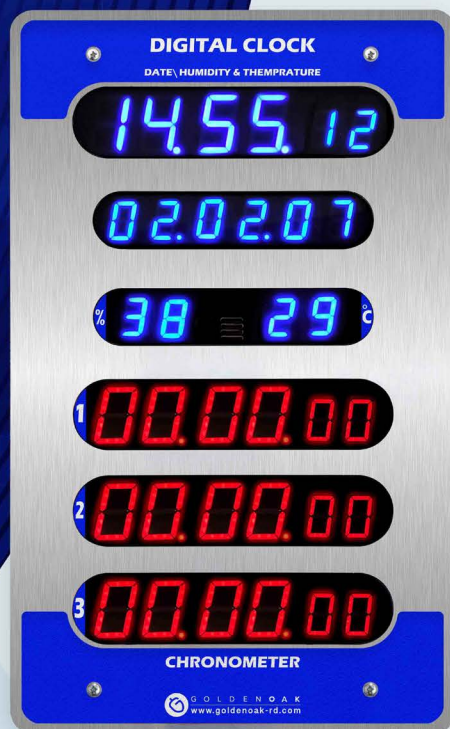 DIGITAL CLOCK
DATE\ HUMIDITY & THEMPRATURE
14.55.12
02.02.07
% 38 29 °C
1 00.00.00
2 00.00.00
3 00.00.00
CHRONOMETER
GOLDENOAK
www.goldenoak-rd.com